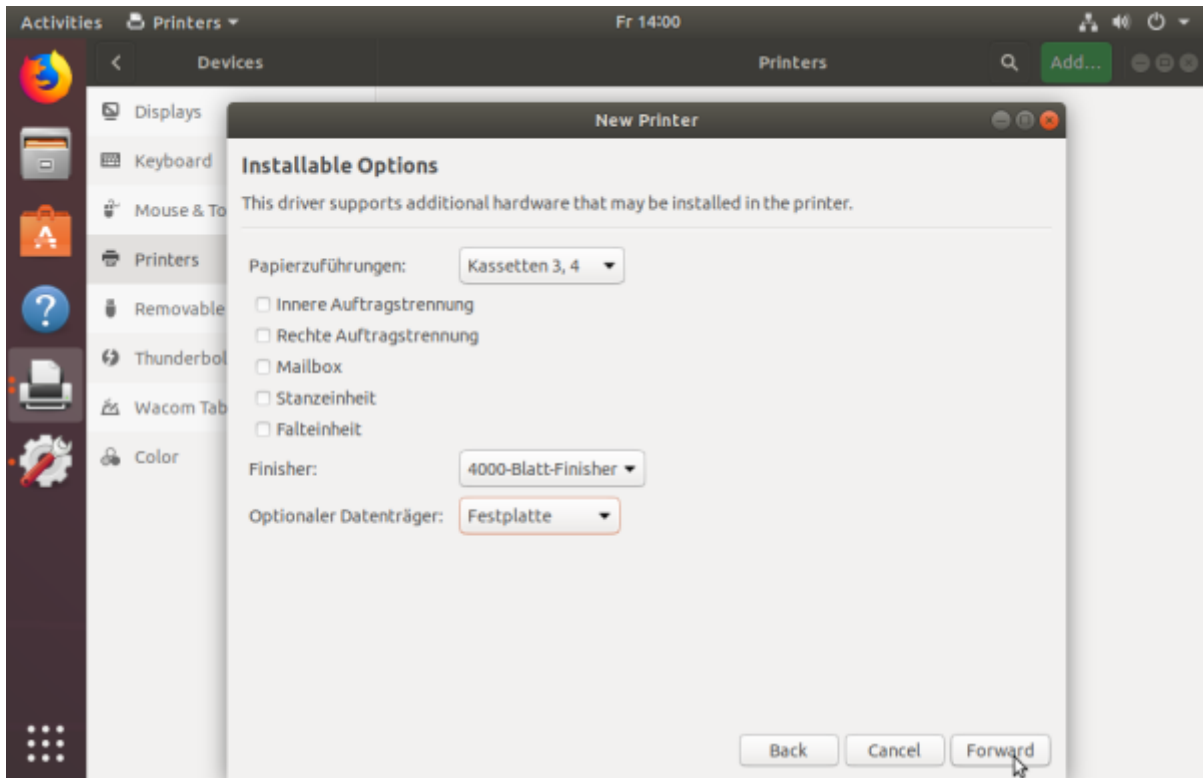 Activities Printers Fr 14:00
Devices Printers Add...
Displays
Keyboard
Mouse & To
Printers
Removable
Thunderbol
Wacom Tab
Color
New Printer
Installable Options
This driver supports additional hardware that may be installed in the printer.
Papierzuführungen: Kassetten 3, 4
Innere Auftragstrennung
Rechte Auftragstrennung
Mailbox
Stanzeinheit
Falteinheit
Finisher: 4000-Blatt-Finisher
Optionaler Datenträger: Festplatte
Back Cancel Forward